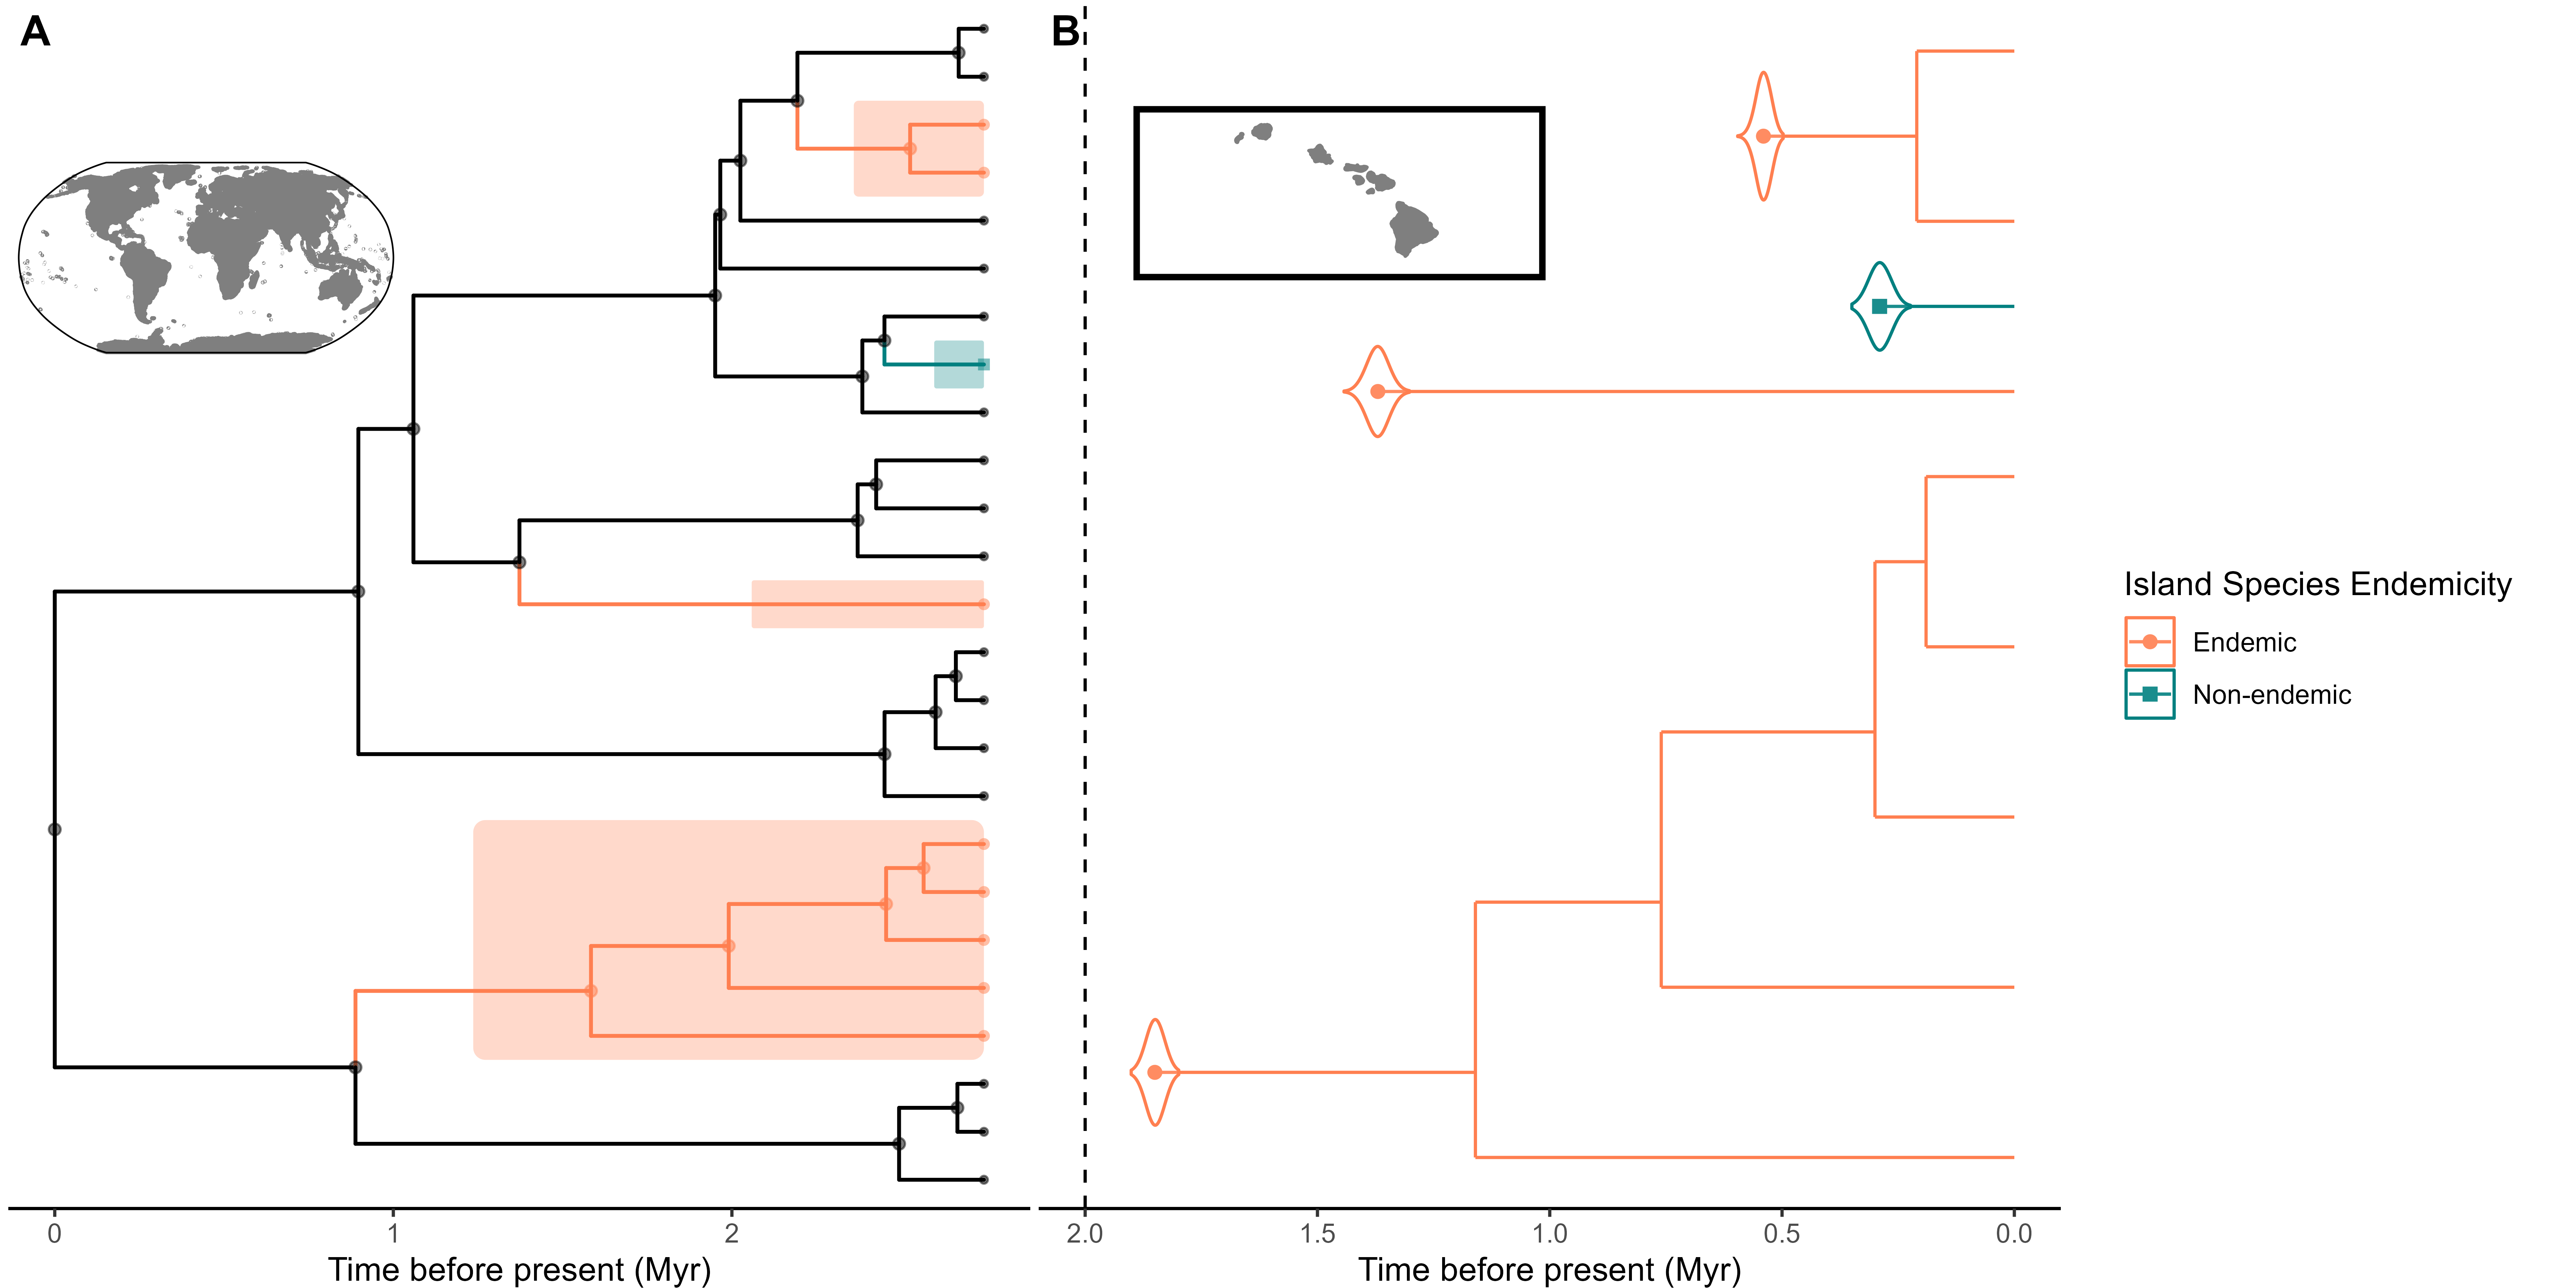 A
B
Island Species Endemicity
Endemic
Non-endemic
0 1 2
2.0 1.5 1.0 0.5 0.0
Time before present (Myr)
Time before present (Myr)